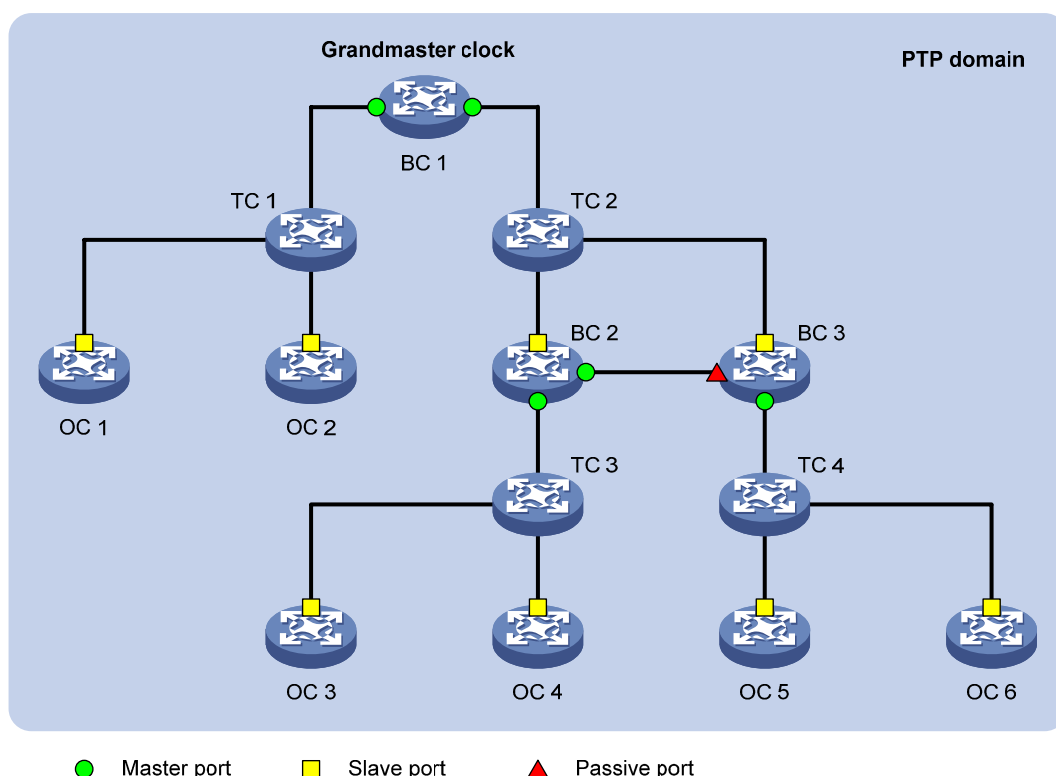 Grandmaster clock
PTP domain
BC 1
TC 1
TC 2
BC 2
BC 3
OC 1
OC 2
TC 3
TC 4
OC 3
OC 4
OC 5
OC 6
Master port
Slave port
Passive port